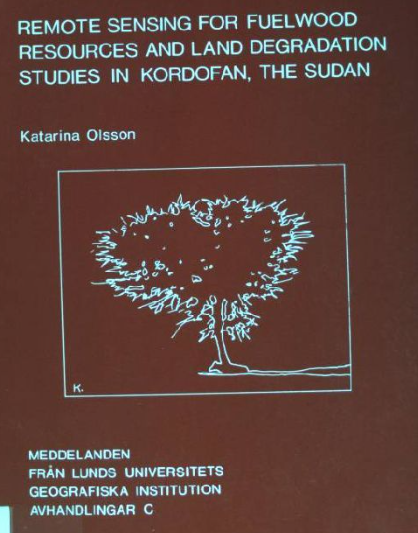 REMOTE SENSING FOR FUELWOOD
RESOURCES AND LAND DEGRADATION
STUDIES IN KORDOFAN, THE SUDAN
Katarina Olsson
K.
MEDDELANDEN
FRÅN LUNDS UNIVERSITETS
GEOGRAFISKA INSTITUTION
AVHANDLINGAR C